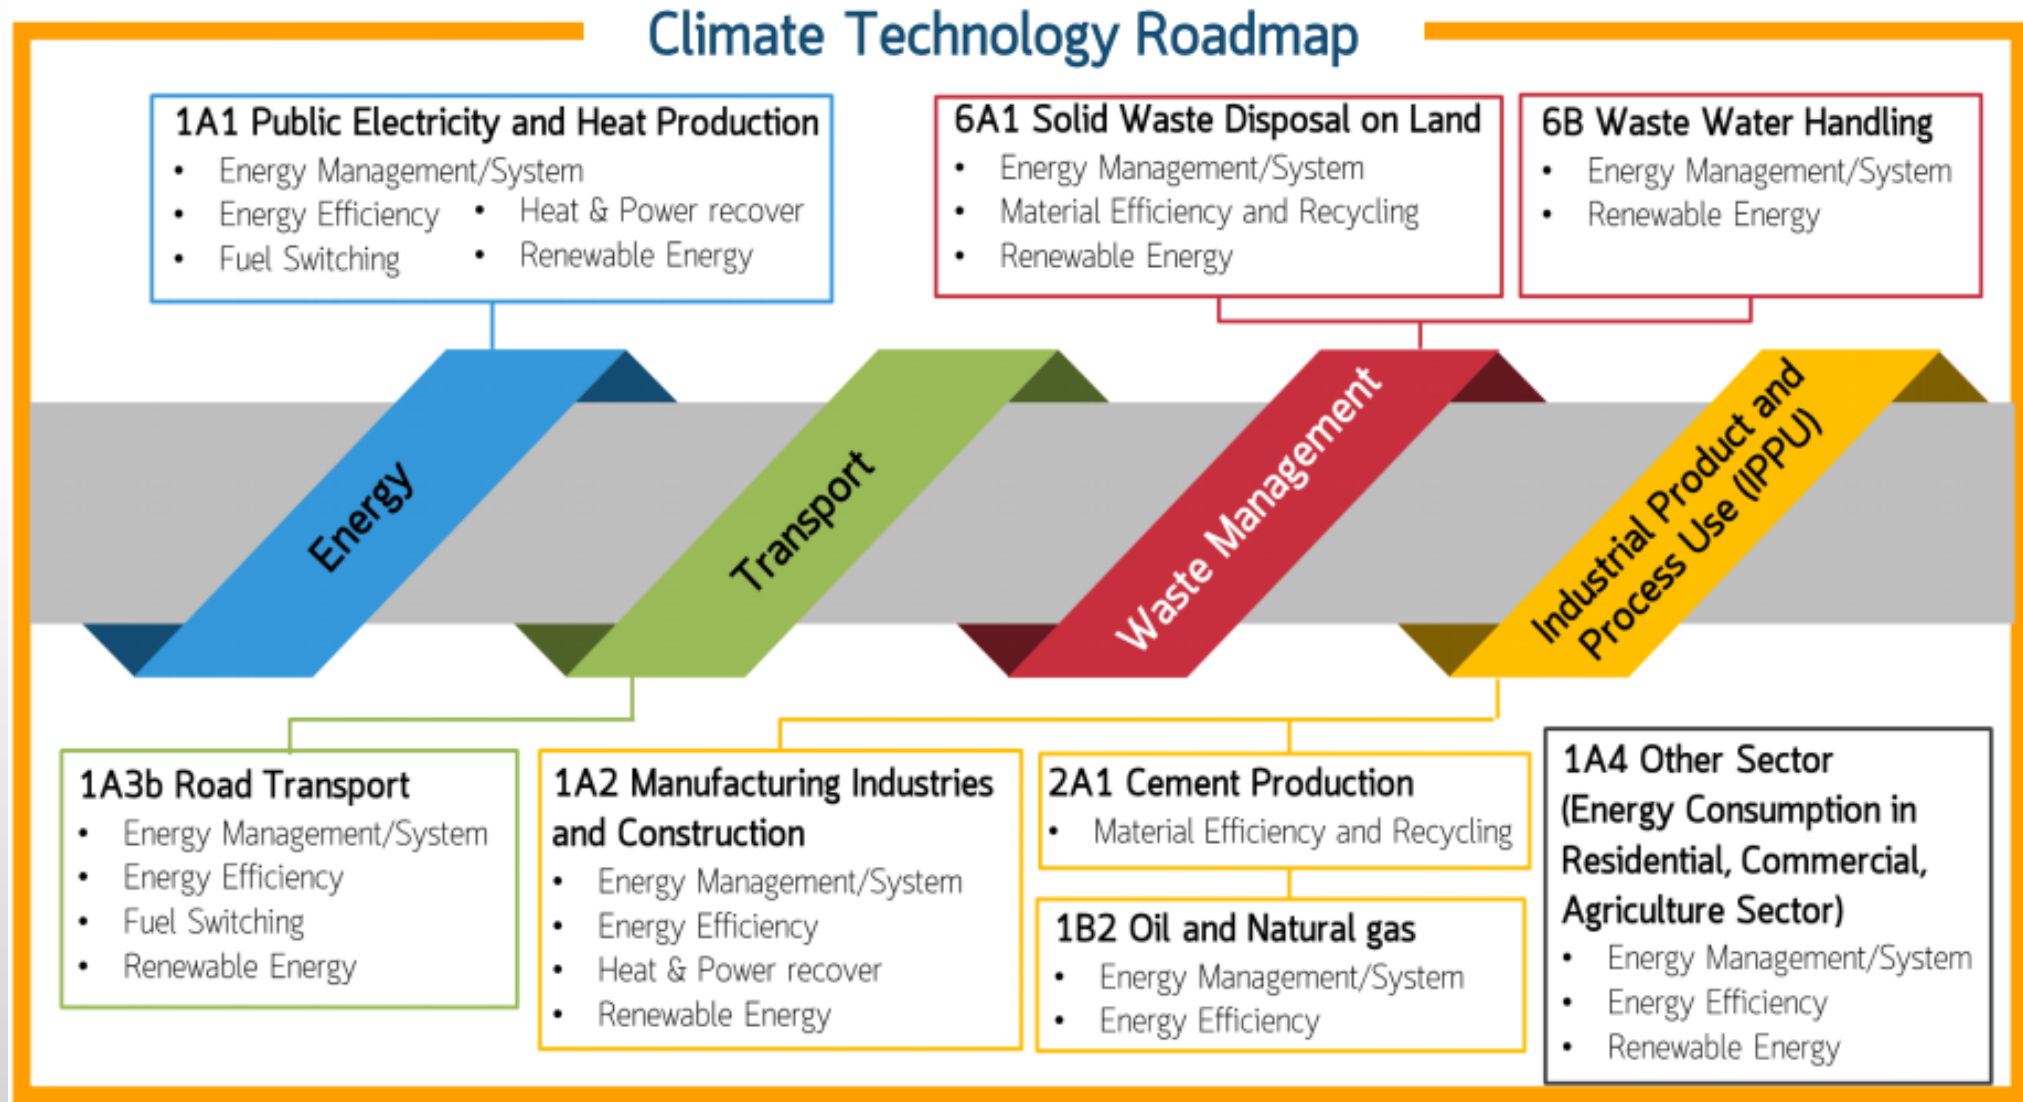 Climate Technology Roadmap
1A1 Public Electricity and Heat Production
• Energy Management/System
• Energy Efficiency
• Fuel Switching
• Heat & Power recover
• Renewable Energy
6A1 Solid Waste Disposal on Land
• Energy Management/System
• Material Efficiency and Recycling
• Renewable Energy
6B Waste Water Handling
• Energy Management/System
• Renewable Energy
Energy
Transport
Waste Management
Industrial Product and
Process Use (IPPU)
1A3b Road Transport
• Energy Management/System
• Energy Efficiency
• Fuel Switching
• Renewable Energy
1A2 Manufacturing Industries
and Construction
• Energy Management/System
• Energy Efficiency
• Heat & Power recover
• Renewable Energy
2A1 Cement Production
• Material Efficiency and Recycling
1B2 Oil and Natural gas
• Energy Management/System
• Energy Efficiency
1A4 Other Sector
(Energy Consumption in
Residential, Commercial,
Agriculture Sector)
• Energy Management/System
• Energy Efficiency
• Renewable Energy